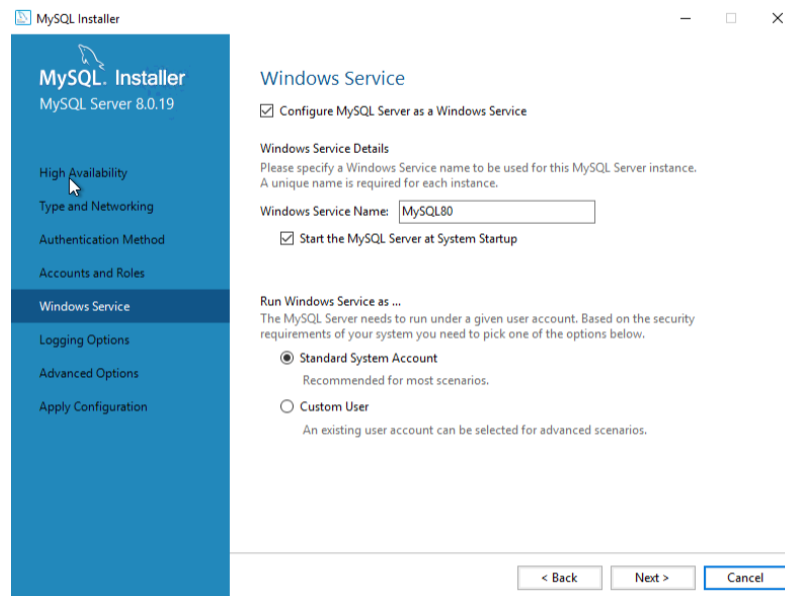 MySQL Installer
MySQL. Installer
MySQL Server 8.0.19
High Availability
Type and Networking
Authentication Method
Accounts and Roles
Windows Service
Logging Options
Advanced Options
Apply Configuration
Windows Service
Configure MySQL Server as a Windows Service
Windows Service Details
Please specify a Windows Service name to be used for this MySQL Server instance.
A unique name is required for each instance.
Windows Service Name: MySQL80
Start the MySQL Server at System Startup
Run Windows Service as ...
The MySQL Server needs to run under a given user account. Based on the security
requirements of your system you need to pick one of the options below.
Standard System Account
Recommended for most scenarios.
Custom User
An existing user account can be selected for advanced scenarios.
< Back Next > Cancel